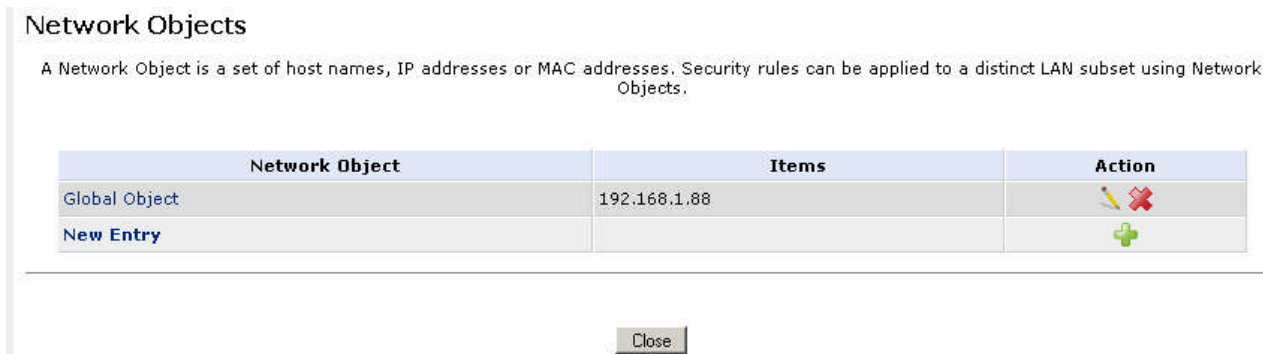 Network Objects
A Network Object is a set of host names, IP addresses or MAC addresses. Security rules can be applied to a distinct LAN subset using Network
Objects.
Network Object Items Action
Global Object 192.168.1.88
New Entry
Close